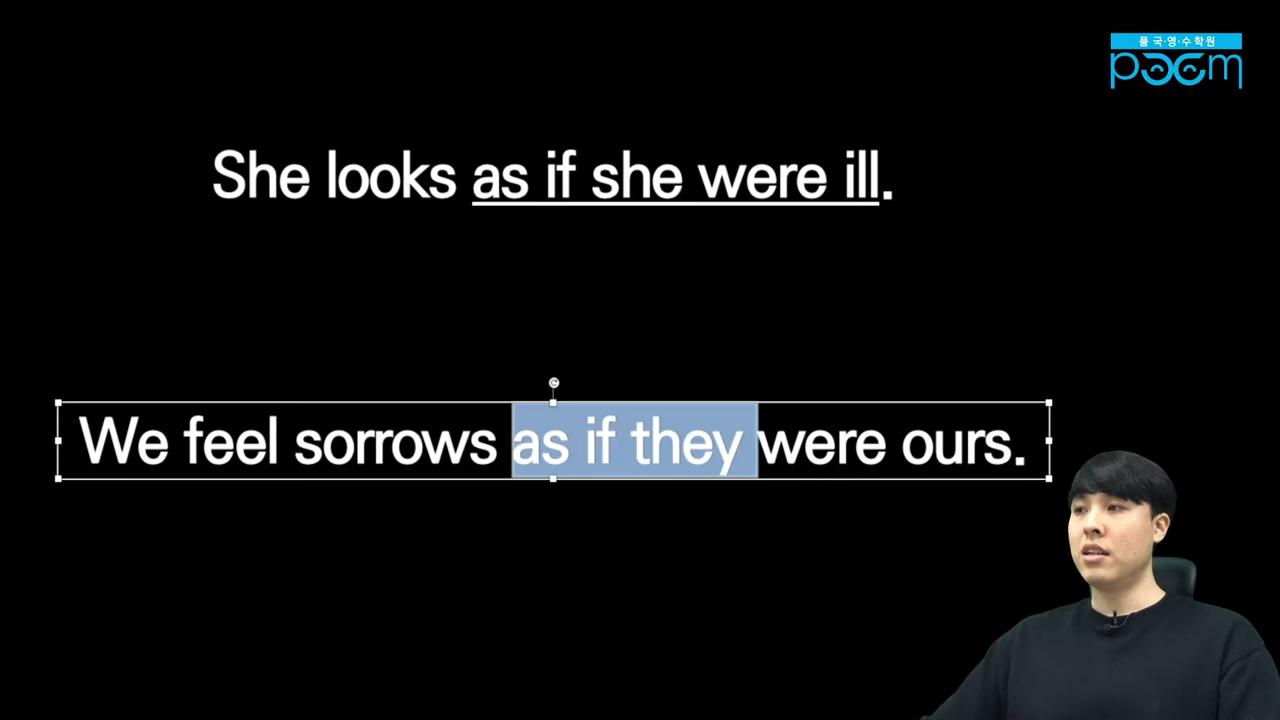 품 국·영·수 학원
poem
She looks as if she were ill.
We feel sorrows as if they were ours.